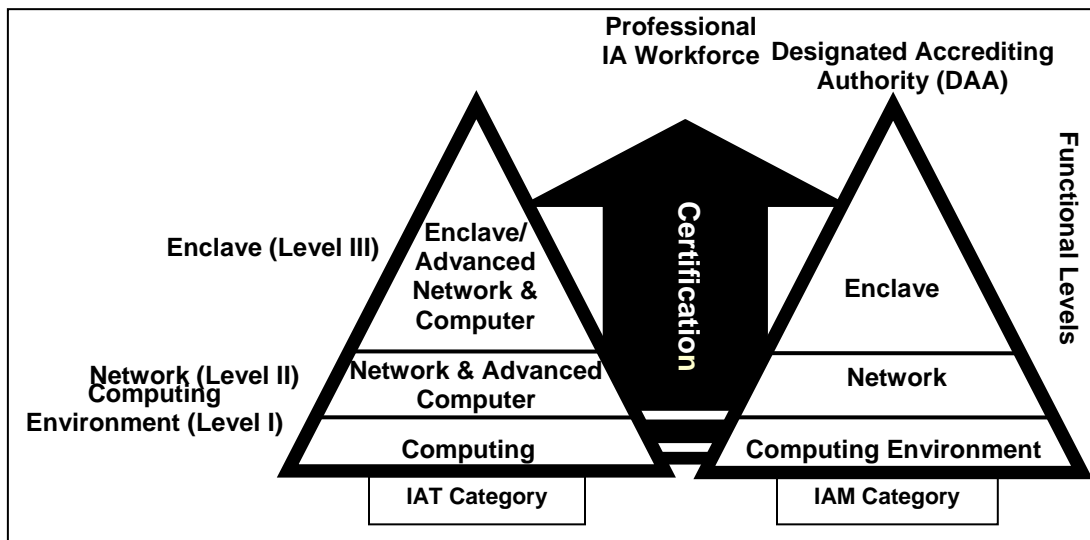 Professional
IA Workforce
Designated Accrediting
Authority (DAA)
Functional Levels
Certification
Enclave (Level III)
Enclave/
Advanced
Network &
Computer
Enclave
Network (Level II)
Computing
Environment (Level I)
Network & Advanced
Computer
Network
Computing
Computing Environment
IAT Category
IAM Category